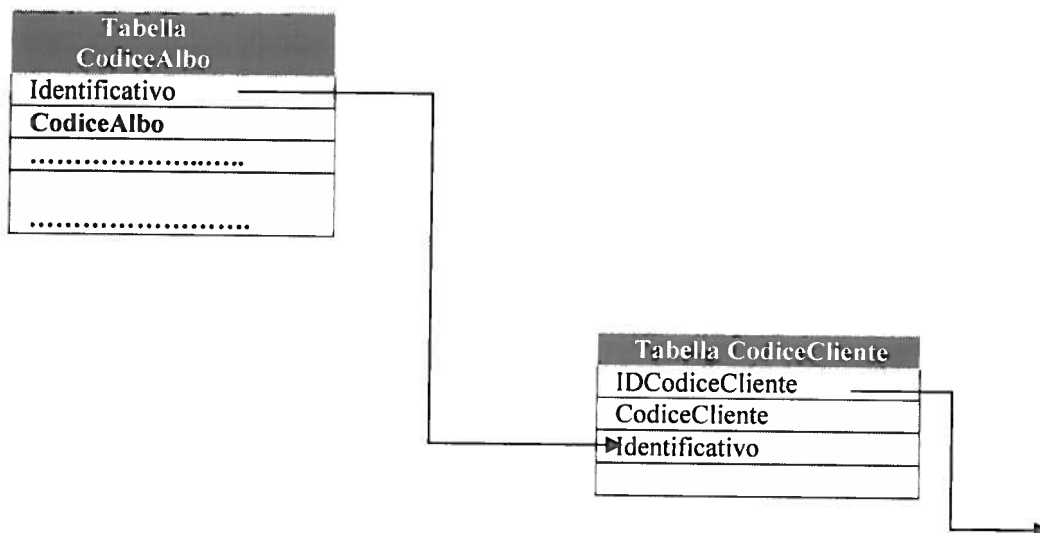 Tabella
CodiceAlbo
Identificativo
CodiceAlbo
........................
.........................
Tabella CodiceCliente
IDCodiceCliente
CodiceCliente
Identificativo